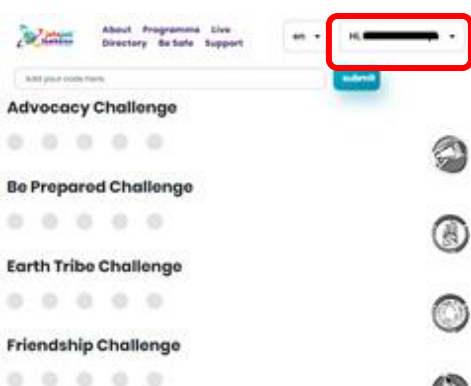 About Programme Live
Directory Be Safe Support
en
Hi,
Add your code here
submit
Advocacy Challenge
Be Prepared Challenge
Earth Tribe Challenge
Friendship Challenge